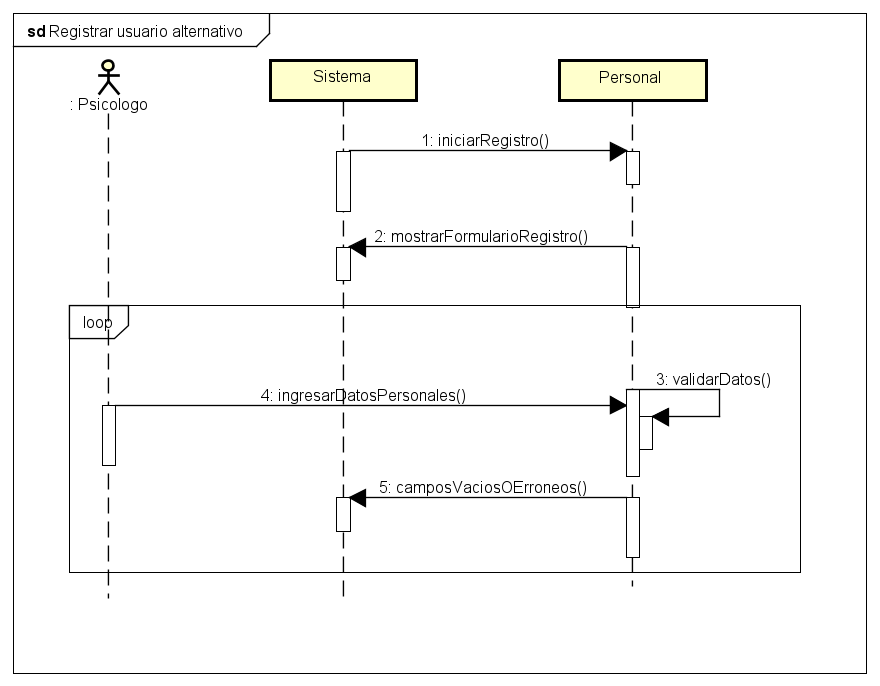 sd Registrar usuario alternativo
: Psicologo
Sistema
Personal
1: iniciarRegistro()
2: mostrarFormularioRegistro()
loop
3: validarDatos()
4: ingresarDatosPersonales()
5: camposVaciosOErroneos()